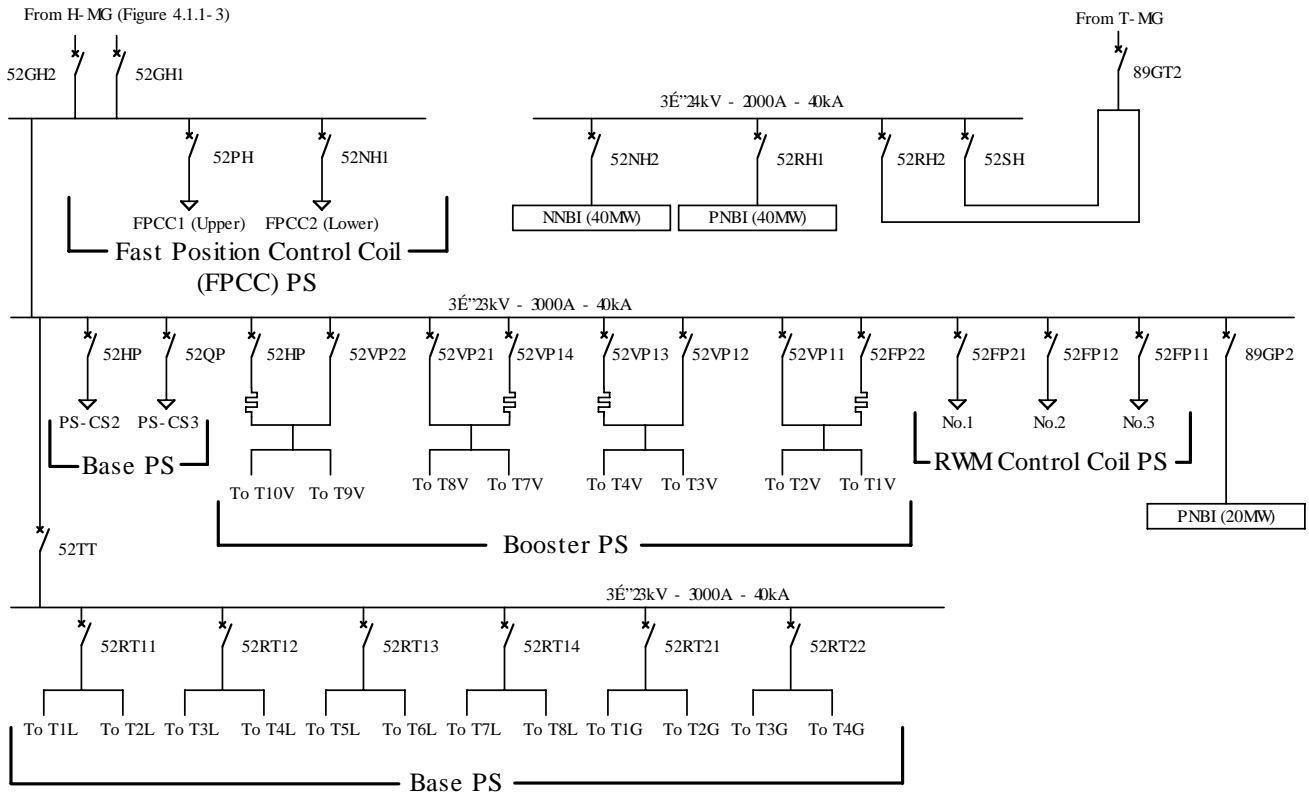 From H-MG (Figure 4.1.1-3)
From T-MG
52GH2
52GH1
89GT2
3É"24kV - 2000A - 40kA
52PH
52NH1
52NH2
52RH1
52RH2
52SH
FPCC1 (Upper)
FPCC2 (Lower)
NNBI (40MW)
PNBI (40MW)
Fast Position Control Coil
(FPCC) PS
3É"23kV - 3000A - 40kA
52HP
52QP
52HP
52VP22
52VP21
52VP14
52VP13
52VP12
52VP11
52FP22
52FP21
52FP12
52FP11
89GP2
PS-CS2
PS-CS3
No.1
No.2
No.3
Base PS
RWM Control Coil PS
To T10V
To T9V
To T8V
To T7V
To T4V
To T3V
To T2V
To T1V
PNBI (20MW)
Booster PS
52TT
3É"23kV - 3000A - 40kA
52RT11
52RT12
52RT13
52RT14
52RT21
52RT22
To T1L
To T2L
To T3L
To T4L
To T5L
To T6L
To T7L
To T8L
To T1G
To T2G
To T3G
To T4G
Base PS